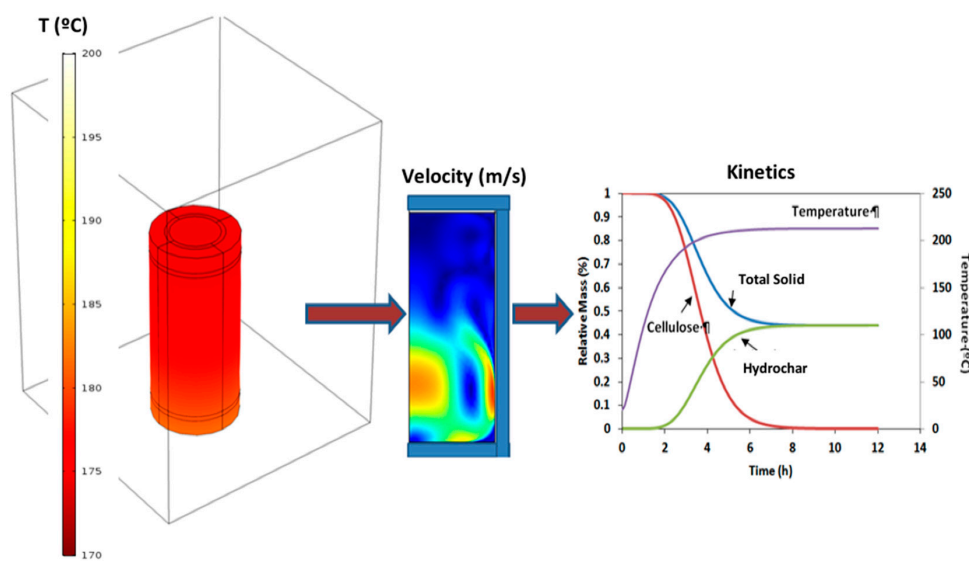 T (ºC)
200
195
190
185
180
175
170
Velocity (m/s)
Kinetics
1
0.9
0.8
0.7
0.6
0.5
0.4
0.3
0.2
0.1
0
Relative Mass (%)
Temperature¶
Total Solid
Cellulose¶
Hydrochar
250
200
150
100
50
0
Temperature-(ºC)
0 2 4 6 8 10 12 14
Time (h)